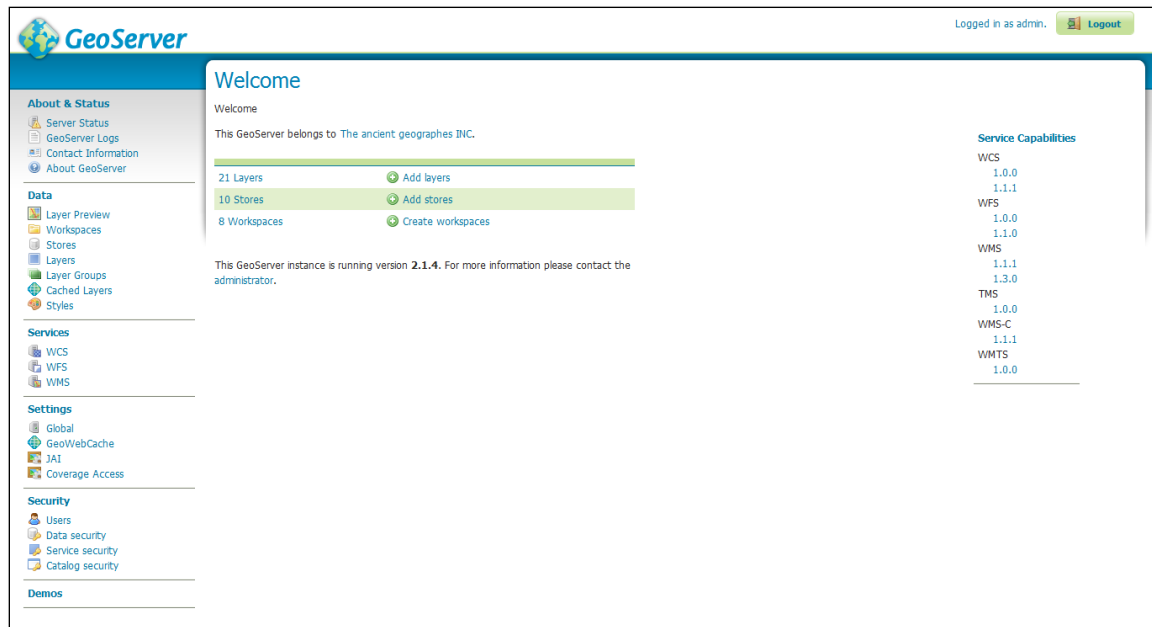 GeoServer
Logged in as admin.
Logout
About & Status
Server Status
GeoServer Logs
Contact Information
About GeoServer
Data
Layer Preview
Workspaces
Stores
Layers
Layer Groups
Cached Layers
Styles
Services
WCS
WFS
WMS
Settings
Global
GeoWebCache
JAI
Coverage Access
Security
Users
Data security
Service security
Catalog security
Demos
Welcome
Welcome
This GeoServer belongs to The ancient geographes INC.
21 Layers Add layers
10 Stores Add stores
8 Workspaces Create workspaces
This GeoServer instance is running version 2.1.4. For more information please contact the
administrator.
Service Capabilities
WCS
1.0.0
1.1.1
WFS
1.0.0
1.1.0
WMS
1.1.1
1.3.0
TMS
1.0.0
WMS-C
1.1.1
WMTS
1.0.0